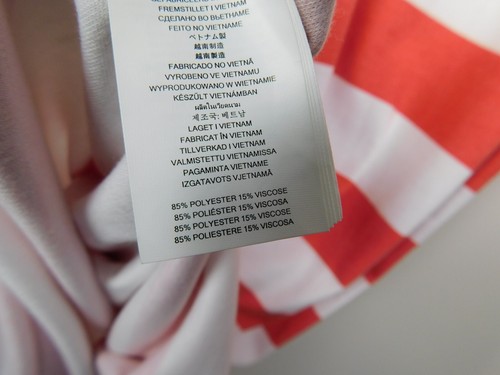 FREMSTILLET I VIETNAM
СДЕЛАНО ВО ВЬЕТНАМЕ
FEITO NO VIETNAME
ベトナム製
越南制造
越南製造
FABRICADO NO VIETNÃ
VYROBENO VE VIETNAMU
WYPRODUKOWANO W WIETNAMIE
KÉSZÜLT VIETNÁMBAN
ผลิตในเวียดนาม
제조국: 베트남
LAGET I VIETNAM
FABRICAT ÎN VIETNAM
TILLVERKAD I VIETNAM
VALMISTETTU VIETNAMISSA
PAGAMINTA VIETNAME
IZGATAVOTS VJETNAMĀ
85% POLYESTER 15% VISCOSE
85% POLIÉSTER 15% VISCOSA
85% POLYESTER 15% VISCOSE
85% POLIESTERE 15% VISCOSA